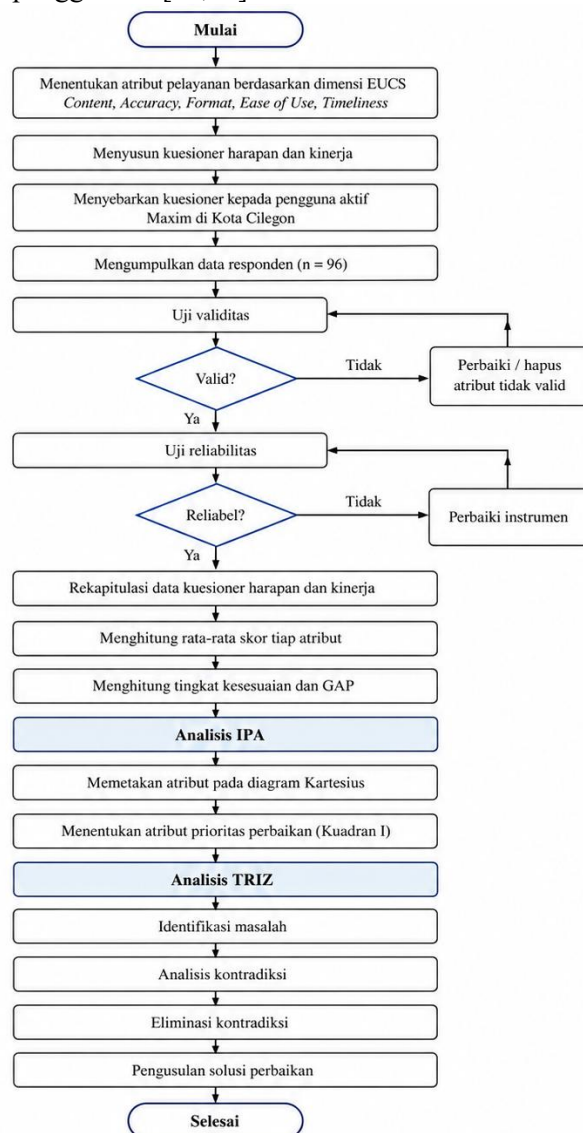 Mulai
Menentukan atribut pelayanan berdasarkan dimensi EUCS
Content, Accuracy, Format, Ease of Use, Timeliness
Menyusun kuesioner harapan dan kinerja
Menyebarkan kuesioner kepada pengguna aktif
Maxim di Kota Cilegon
Mengumpulkan data responden (n = 96)
Uji validitas
Valid?
Tidak
Perbaiki / hapus
atribut tidak valid
Ya
Uji reliabilitas
Reliabel?
Tidak
Perbaiki instrumen
Ya
Rekapitulasi data kuesioner harapan dan kinerja
Menghitung rata-rata skor tiap atribut
Menghitung tingkat kesesuaian dan GAP
Analisis IPA
Memetakan atribut pada diagram Kartesius
Menentukan atribut prioritas perbaikan (Kuadran I)
Analisis TRIZ
Identifikasi masalah
Analisis kontradiksi
Eliminasi kontradiksi
Pengusulan solusi perbaikan
Selesai